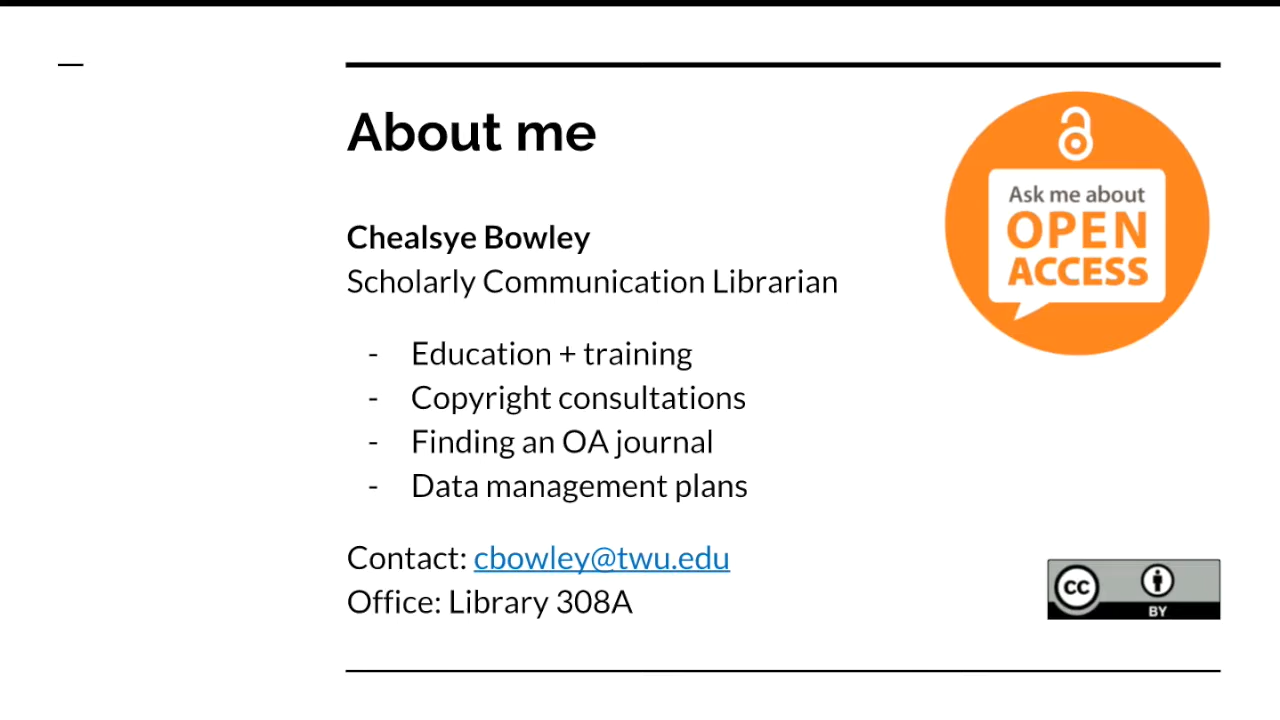 About me
Ask me about
OPEN
ACCESS
Chealsye Bowley
Scholarly Communication Librarian
- Education + training
- Copyright consultations
- Finding an OA journal
- Data management plans
Contact: cbowley@twu.edu
Office: Library 308A
cc
BY